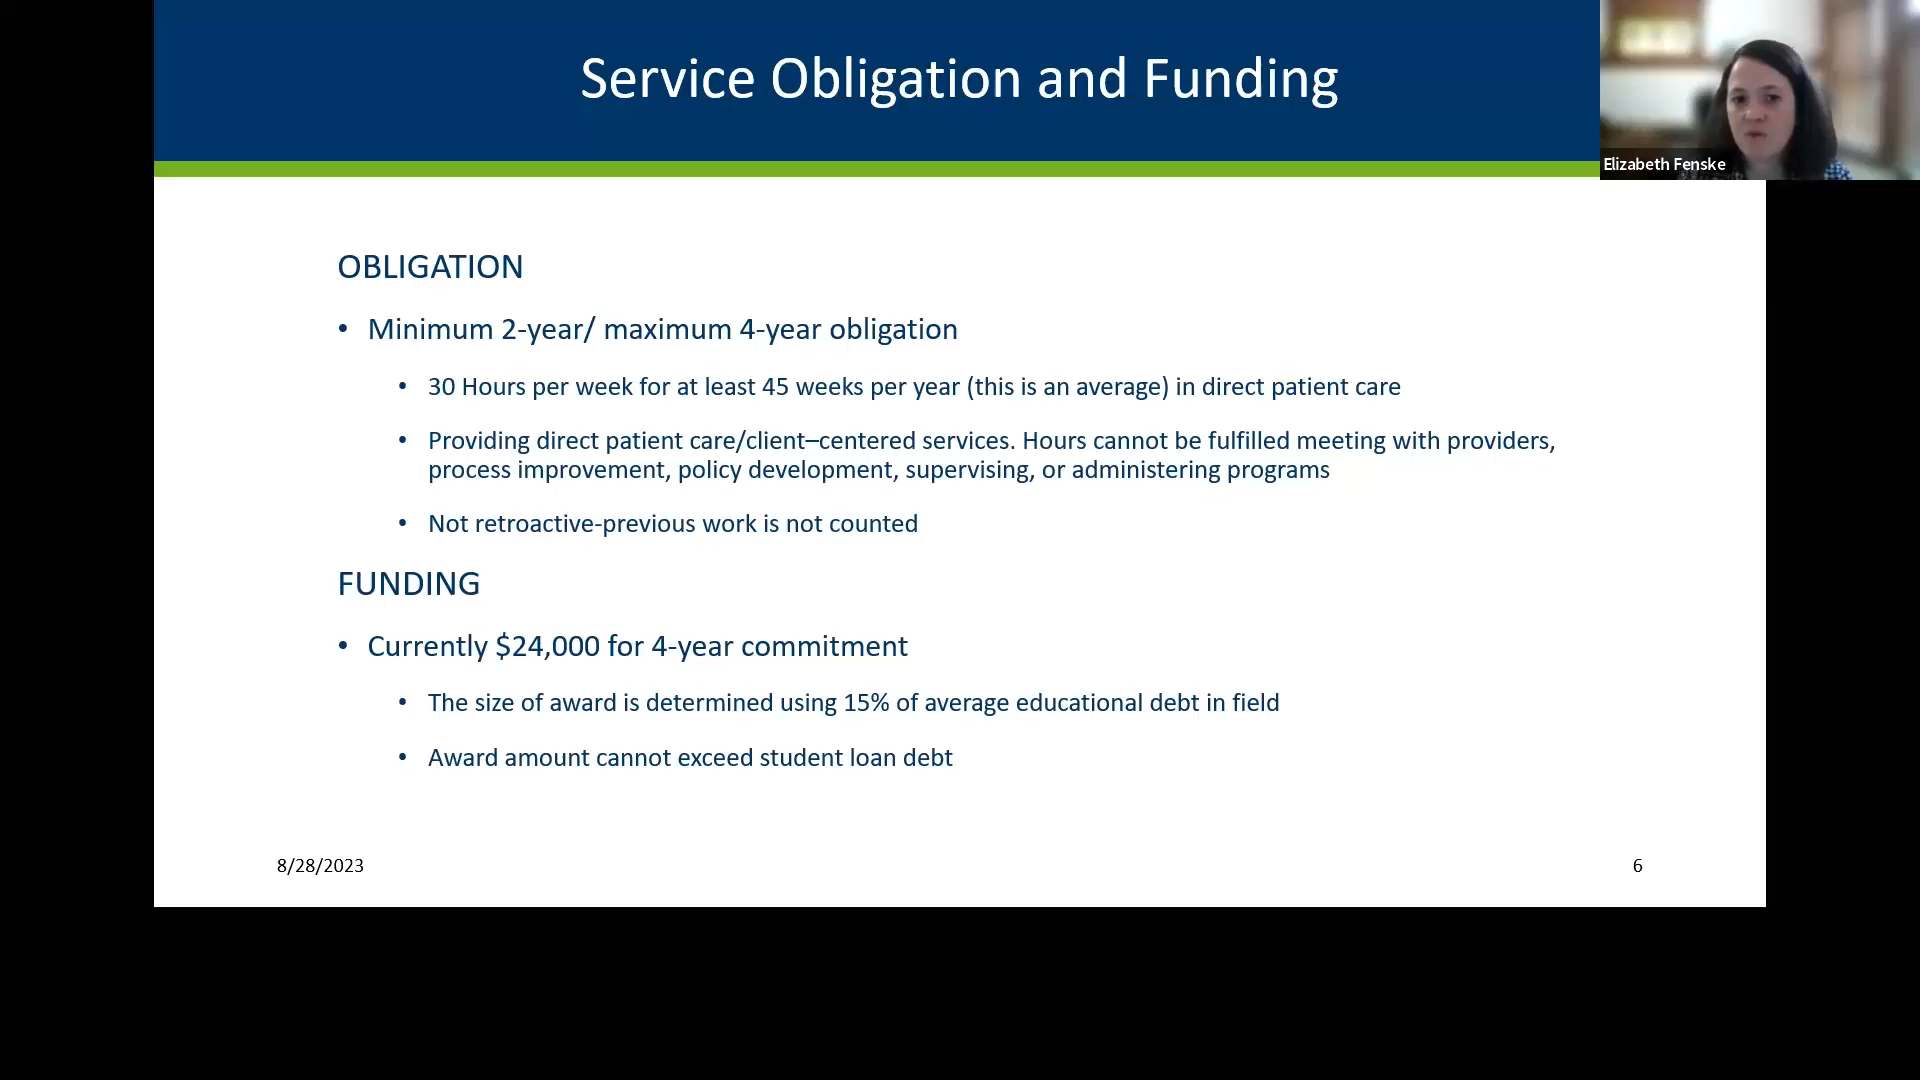 Service Obligation and Funding
Elizabeth Fenske
OBLIGATION
• Minimum 2-year/ maximum 4-year obligation
• 30 Hours per week for at least 45 weeks per year (this is an average) in direct patient care
• Providing direct patient care/client–centered services. Hours cannot be fulfilled meeting with providers,
process improvement, policy development, supervising, or administering programs
• Not retroactive-previous work is not counted
FUNDING
• Currently $24,000 for 4-year commitment
• The size of award is determined using 15% of average educational debt in field
• Award amount cannot exceed student loan debt
8/28/2023
6